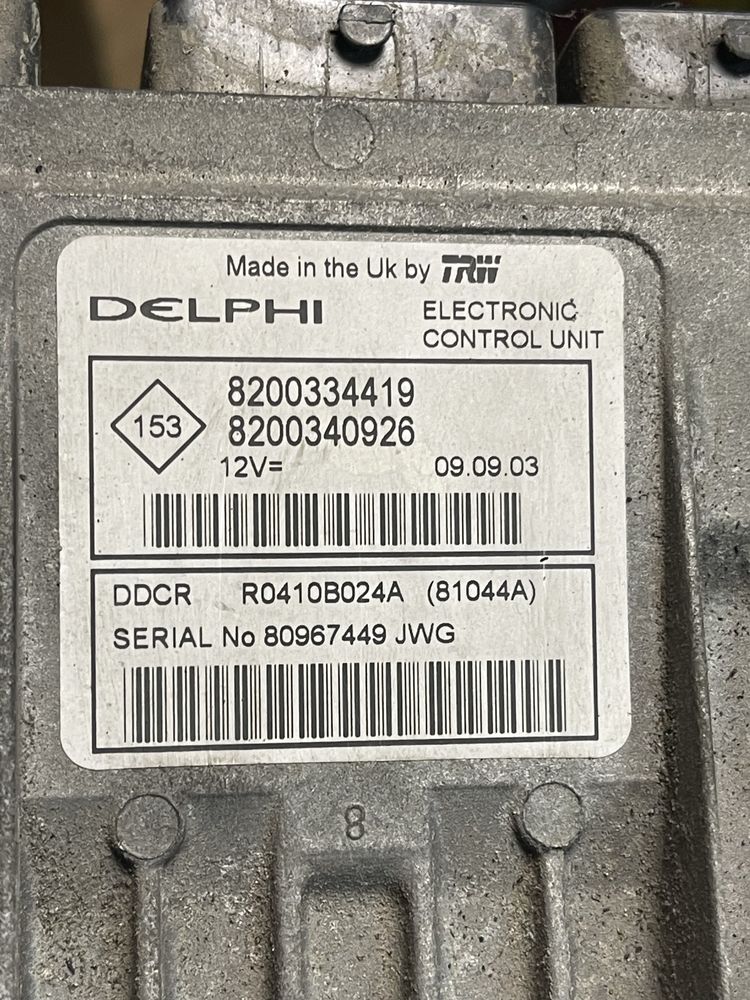 Made in the Uk by TRW
DELPHI
ELECTRONIC
CONTROL UNIT
153
8200334419
8200340926
12V= 09.09.03
DDCR R0410B024A (81044A)
SERIAL No 80967449 JWG
8